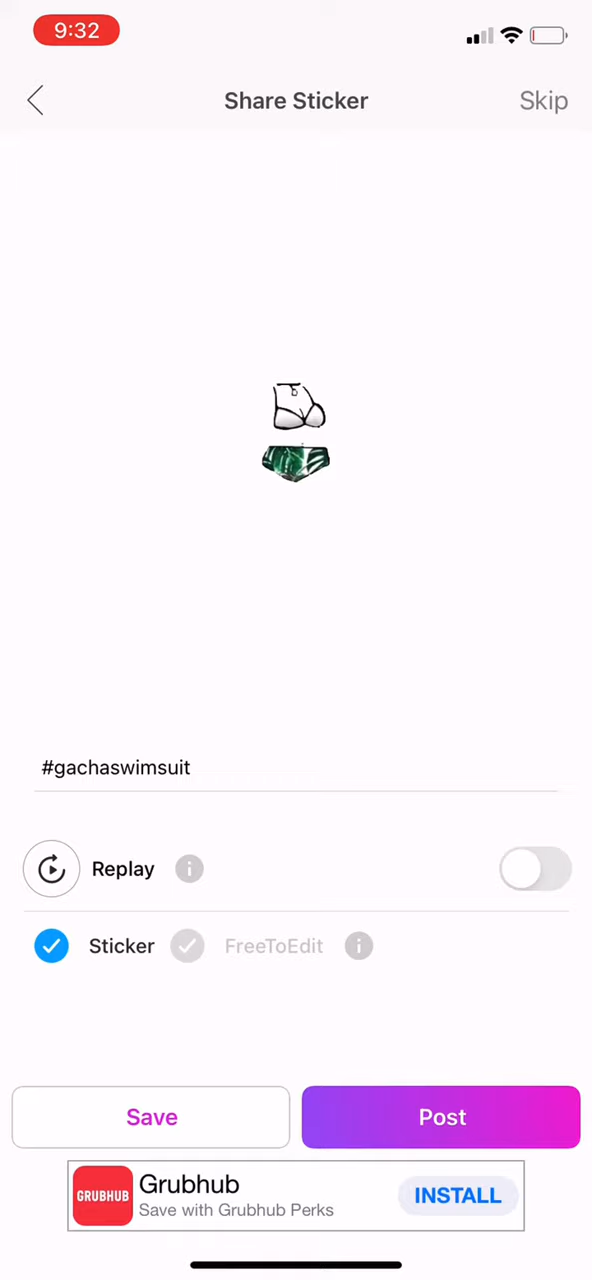 9:32
Share Sticker
Skip
#gachaswimsuit
Replay
Sticker
FreeToEdit
Save
Post
GRUBHUB
Grubhub
Save with Grubhub Perks
INSTALL